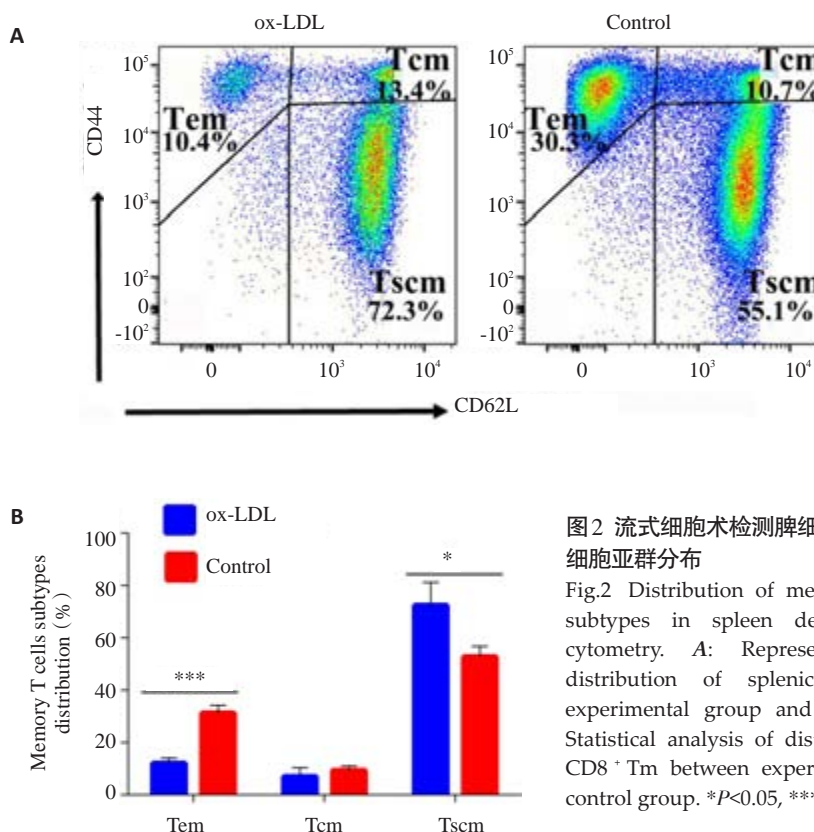 A
ox-LDL
Control
CD44
10⁵
10⁴
10³
10²
0
-10²
Tcm
13.4%
Tem
10.4%
Tscm
72.3%
0
10³
10⁴
10⁵
10⁴
10³
10²
0
-10²
Tcm
10.7%
Tem
30.3%
Tscm
55.1%
0
10³
10⁴
CD62L
B
ox-LDL
Control
Memory T cells subtypes
distribution (%)
100
80
60
40
20
0
***
*
Tem
Tcm
Tscm
图2 流式细胞术检测脾细
细胞亚群分布
Fig.2 Distribution of me
subtypes in spleen de
cytometry. A: Represe
distribution of splenic
experimental group and
Statistical analysis of dis
CD8⁺Tm between exper
control group. *P<0.05, ***